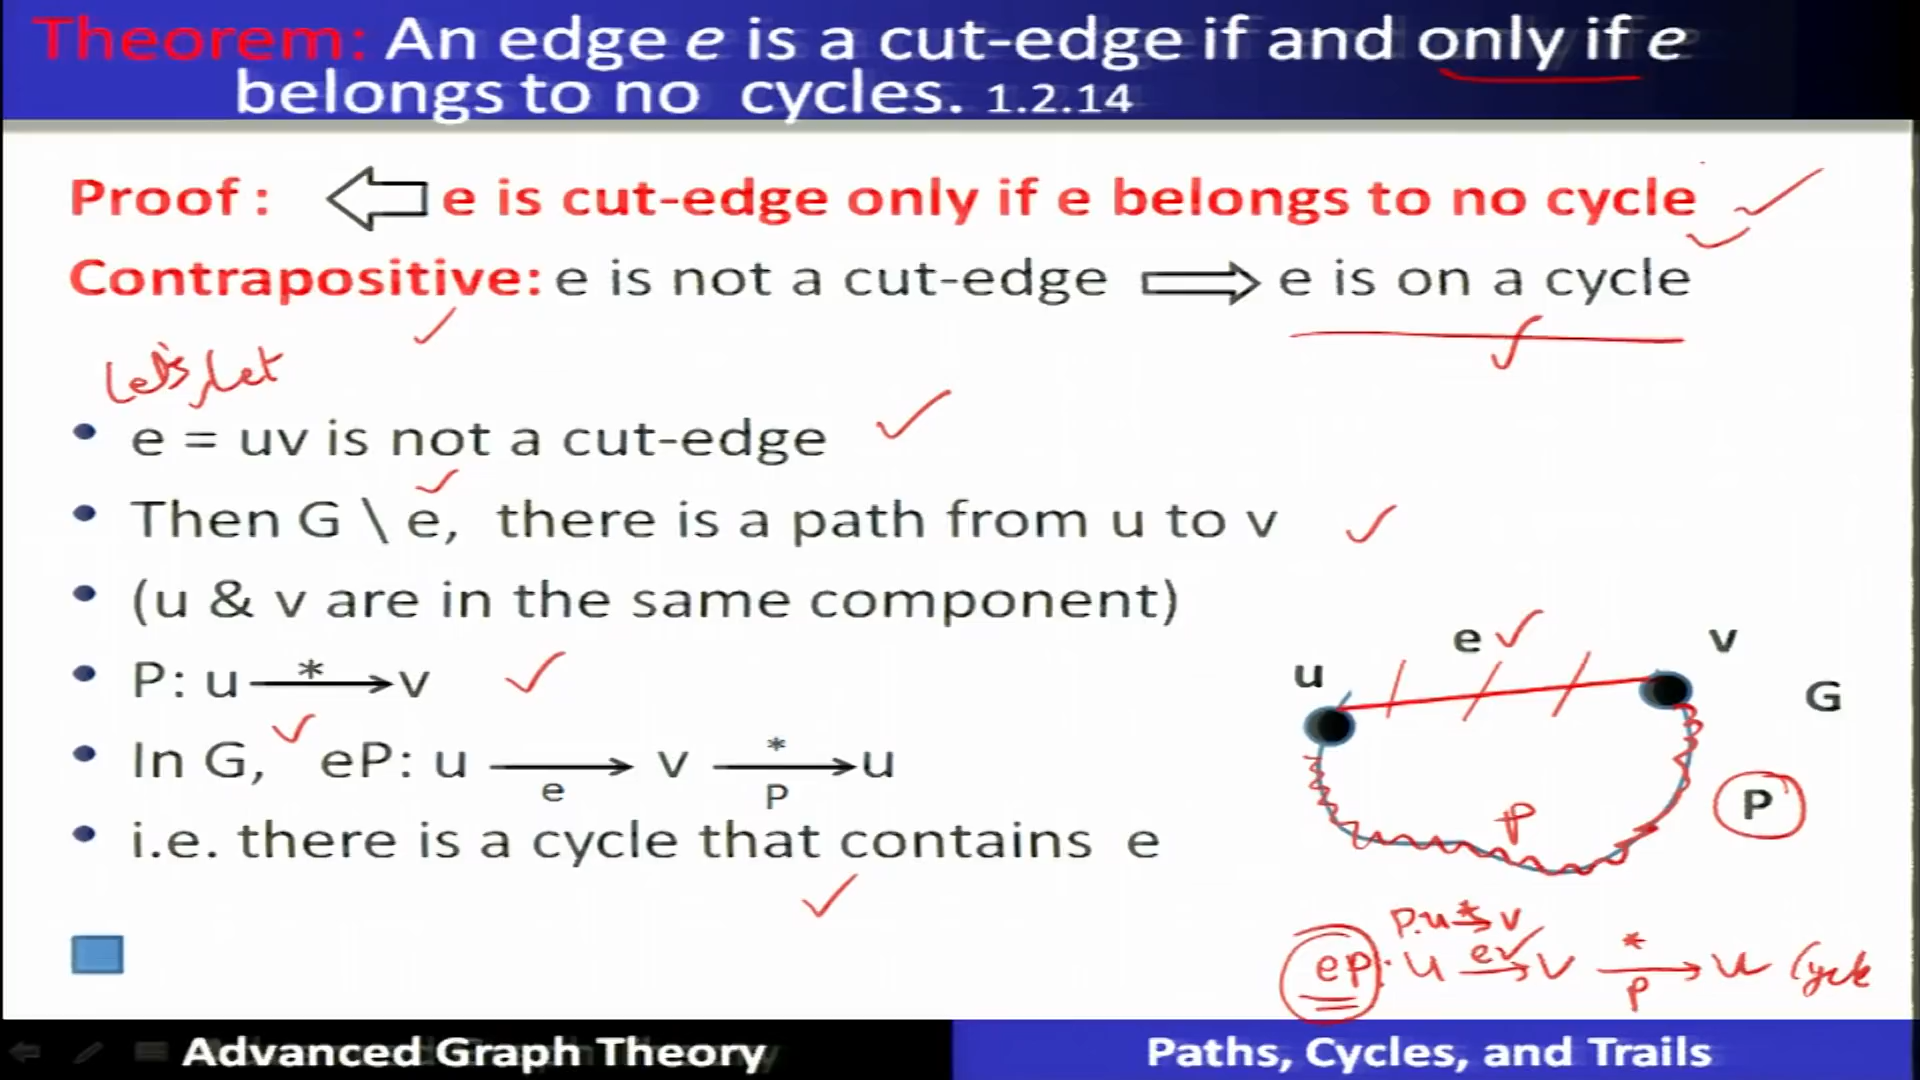 Theorem: An edge e is a cut-edge if and only if e
belongs to no cycles. 1.2.14
Proof : e is cut-edge only if e belongs to no cycle
Contrapositive: e is not a cut-edge ⟹ e is on a cycle
Let's, Let
• e = uv is not a cut-edge
• Then G \ e, there is a path from u to v
• (u & v are in the same component)
e
v
u
G
• P: u →* v
• In G, eP: u → v →* u
e P
P
P
• i.e. there is a cycle that contains e
P: u →* v
eP: u →e v →* u Cycle
P
Advanced Graph Theory
Paths, Cycles, and Trails